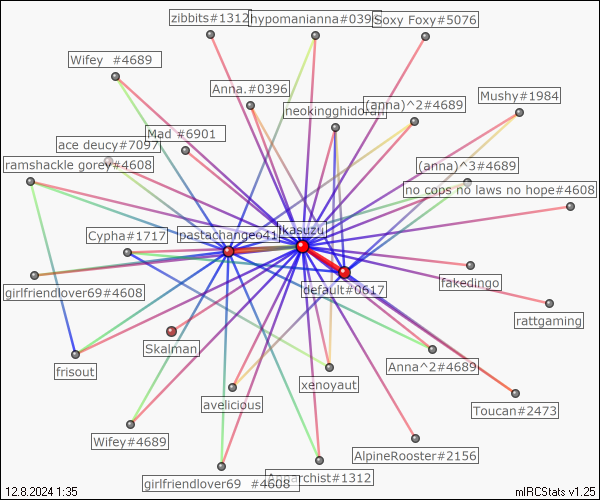 zibbits#1312
hypomanianna#0396
Soxy Foxy#5076
Wifey #4689
Anna.#0396
neokingghidorah
(anna)^2#4689
Mushy#1984
Mad #6901
ace deucy#7097
ramshackle gorey#4608
(anna)^3#4689
no cops no laws no hope#4608
Cypha#1717
pastachangeo41
kasuzu
default#0617
fakedingo
girlfriendlover69#4608
rattgaming
Skalman
frisout
Anna^2#4689
xenoyaut
avelicious
Toucan#2473
Wifey#4689
AlpineRooster#2156
girlfriendlover69 #4608
#1312
12.8.2024 1:35
mIRCStats v1.25